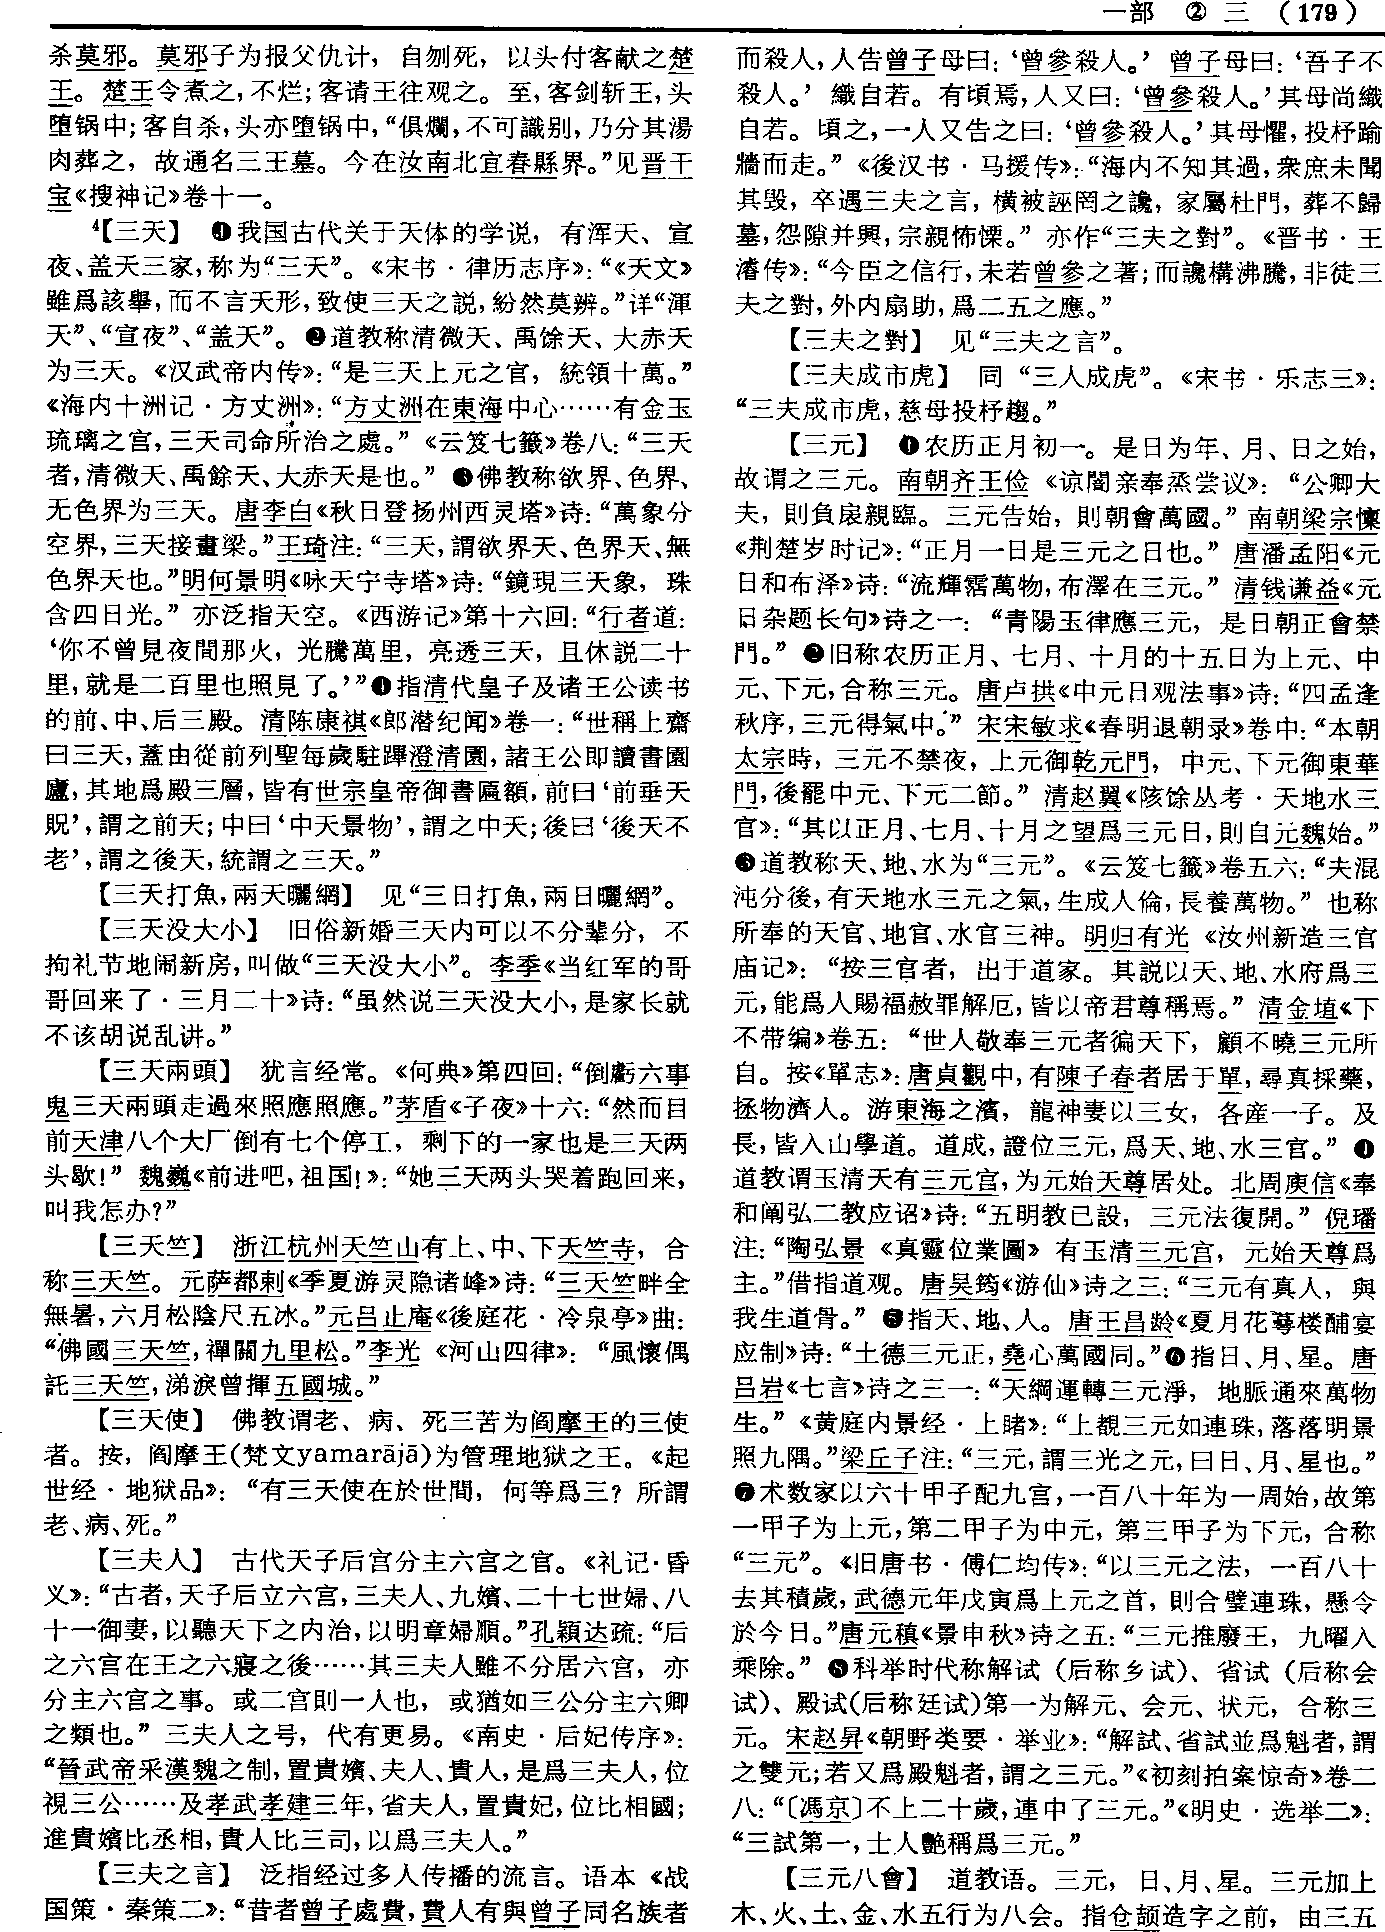 一部 ② 三 （179）
杀莫邪。莫邪子为报父仇计，自刎死，以头付客献之楚
王。楚王令煮之，不烂；客请王往观之。至，客剑斩王，头
堕锅中；客自杀，头亦堕锅中，“俱爛，不可識别，乃分其湯
肉葬之，故通名三王墓。今在汝南北宜春縣界。”见晋干
宝《搜神记》卷十一。
4【三天】 ❶我国古代关于天体的学说，有浑天、宣
夜、盖天三家，称为“三天”。《宋书·律历志序》：“《天文》
雖爲該舉，而不言天形，致使三天之説，紛然莫辨。”详“渾
天”、“宣夜”、“盖天”。❷道教称清微天、禹馀天、大赤天
为三天。《汉武帝内传》：“是三天上元之官，統領十萬。”
《海内十洲记·方丈洲》：“方丈洲在東海中心……有金玉
琉璃之宫，三天司命所治之處。”《云笈七籤》卷八：“三天
者，清微天、禹餘天、大赤天是也。”❸佛教称欲界、色界、
无色界为三天。唐李白《秋日登扬州西灵塔》诗：“萬象分
空界，三天接畫梁。”王琦注：“三天，謂欲界天、色界天、無
色界天也。”明何景明《咏天宁寺塔》诗：“鏡現三天象，珠
含四日光。”亦泛指天空。《西游记》第十六回：“行者道：
‘你不曾見夜間那火，光騰萬里，亮透三天，且休説二十
里，就是二百里也照見了。’”❹指清代皇子及诸王公读书
的前、中、后三殿。清陈康祺《郎潜纪闻》卷一：“世稱上齋
曰三天，蓋由從前列聖每歲駐蹕澄清園，諸王公即讀書園
廬，其地爲殿三層，皆有世宗皇帝御書匾額，前曰‘前垂天
貺’，謂之前天；中曰‘中天景物’，謂之中天；後曰‘後天不
老’，謂之後天，統謂之三天。”
【三天打魚，兩天曬網】 见“三日打魚，兩日曬網”。
【三天没大小】 旧俗新婚三天内可以不分辈分，不
拘礼节地闹新房，叫做“三天没大小”。李季《当红军的哥
哥回来了·三月二十》诗：“虽然说三天没大小，是家长就
不该胡说乱讲。”
【三天兩頭】 犹言经常。《何典》第四回：“倒虧六事
鬼三天兩頭走過來照應照應。”茅盾《子夜》十六：“然而目
前天津八个大厂倒有七个停工，剩下的一家也是三天两
头歇！”魏巍《前进吧，祖国！》：“她三天两头哭着跑回来，
叫我怎办？”
【三天竺】 浙江杭州天竺山有上、中、下天竺寺，合
称三天竺。元萨都剌《季夏游灵隐诸峰》诗：“三天竺畔全
無暑，六月松陰尺五冰。”元吕止庵《後庭花·冷泉亭》曲：
“佛國三天竺，禪關九里松。”李光《河山四律》：“風懷偶
託三天竺，涕淚曾揮五國城。”
【三天使】 佛教谓老、病、死三苦为阎摩王的三使
者。按，阎摩王（梵文yamarājā）为管理地狱之王。《起
世经·地狱品》：“有三天使在於世間，何等爲三？所謂
老、病、死。”
【三夫人】 古代天子后宫分主六宫之官。《礼记·昏
义》：“古者，天子后立六宫，三夫人、九嬪、二十七世婦、八
十一御妻，以聽天下之内治，以明章婦順。”孔穎达疏：“后
之六宫在王之六寢之後……其三夫人雖不分居六宫，亦
分主六宫之事。或二宫則一人也，或猶如三公分主六卿
之類也。”三夫人之号，代有更易。《南史·后妃传序》：
“晉武帝采漢魏之制，置貴嬪、夫人、貴人，是爲三夫人，位
視三公……及孝武孝建三年，省夫人，置貴妃，位比相國；
進貴嬪比丞相，貴人比三司，以爲三夫人。”
【三夫之言】 泛指经过多人传播的流言。语本《战
国策·秦策二》：“昔者曾子處費，費人有與曾子同名族者
而殺人，人告曾子母曰：‘曾參殺人。’曾子母曰：‘吾子不
殺人。’織自若。有頃焉，人又曰：‘曾參殺人。’其母尚織
自若。頃之，一人又告之曰：‘曾參殺人。’其母懼，投杼踰
牆而走。”《後汉书·马援传》：“海内不知其過，衆庶未聞
其毁，卒遇三夫之言，横被誣罔之讒，家屬杜門，葬不歸
墓，怨隙并興，宗親怖慄。”亦作“三夫之對”。《晋书·王
濬传》：“今臣之信行，未若曾參之著；而讒構沸騰，非徒三
夫之對，外内扇助，爲二五之應。”
【三夫之對】 见“三夫之言”。
【三夫成市虎】 同“三人成虎”。《宋书·乐志三》：
“三夫成市虎，慈母投杼趨。”
【三元】 ❶农历正月初一。是日为年、月、日之始，
故谓之三元。南朝齐王俭《谅闇亲奉烝尝议》：“公卿大
夫，則負扆親臨。三元告始，則朝會萬國。”南朝梁宗懔
《荆楚岁时记》：“正月一日是三元之日也。”唐潘孟阳《元
日和布泽》诗：“流輝霑萬物，布澤在三元。”清钱谦益《元
日杂题长句》诗之一：“青陽玉律應三元，是日朝正會禁
門。”❷旧称农历正月、七月、十月的十五日为上元、中
元、下元，合称三元。唐卢拱《中元日观法事》诗：“四孟逢
秋序，三元得氣中。”宋宋敏求《春明退朝录》卷中：“本朝
太宗時，三元不禁夜，上元御乾元門，中元、下元御東華
門，後罷中元、下元二節。”清赵翼《陔馀丛考·天地水三
官》：“其以正月、七月、十月之望爲三元日，則自元魏始。”
❸道教称天、地、水为“三元”。《云笈七籤》卷五六：“夫混
沌分後，有天地水三元之氣，生成人倫，長養萬物。”也称
所奉的天官、地官、水官三神。明归有光《汝州新造三官
庙记》：“按三官者，出于道家。其説以天、地、水府爲三
元，能爲人賜福赦罪解厄，皆以帝君尊稱焉。”清金埴《下
不带编》卷五：“世人敬奉三元者徧天下，顧不曉三元所
自。按《單志》：唐貞觀中，有陳子春者居于單，尋真採藥，
拯物濟人。游東海之濱，龍神妻以三女，各産一子。及
長，皆入山學道。道成，證位三元，爲天、地、水三官。”❹
道教谓玉清天有三元宫，为元始天尊居处。北周庾信《奉
和阐弘二教应诏》诗：“五明教已設，三元法復開。”倪璠
注：“陶弘景《真靈位業圖》有玉清三元宫，元始天尊爲
主。”借指道观。唐吴筠《游仙》诗之三：“三元有真人，與
我生道骨。”❺指天、地、人。唐王昌龄《夏月花萼楼酺宴
应制》诗：“土德三元正，堯心萬國同。”❻指日、月、星。唐
吕岩《七言》诗之三一：“天綱運轉三元淨，地脈通來萬物
生。”《黄庭内景经·上睹》：“上覩三元如連珠，落落明景
照九隅。”梁丘子注：“三元，謂三光之元，曰日、月、星也。”
❼术数家以六十甲子配九宫，一百八十年为一周始，故第
一甲子为上元，第二甲子为中元，第三甲子为下元，合称
“三元”。《旧唐书·傅仁均传》：“以三元之法，一百八十
去其積歲，武德元年戊寅爲上元之首，則合璧連珠，懸令
於今日。”唐元稹《景申秋》诗之五：“三元推廢王，九曜入
乘除。”❽科举时代称解试（后称乡试）、省试（后称会
试）、殿试（后称廷试）第一为解元、会元、状元，合称三
元。宋赵昇《朝野类要·举业》：“解試、省試並爲魁者，謂
之雙元；若又爲殿魁者，謂之三元。”《初刻拍案惊奇》卷二
八：“〔馮京〕不上二十歲，連中了三元。”《明史·选举二》：
“三試第一，士人艷稱爲三元。”
【三元八會】 道教语。三元，日、月、星。三元加上
木、火、土、金、水五行为八会。指仓颉造字之前，由三五